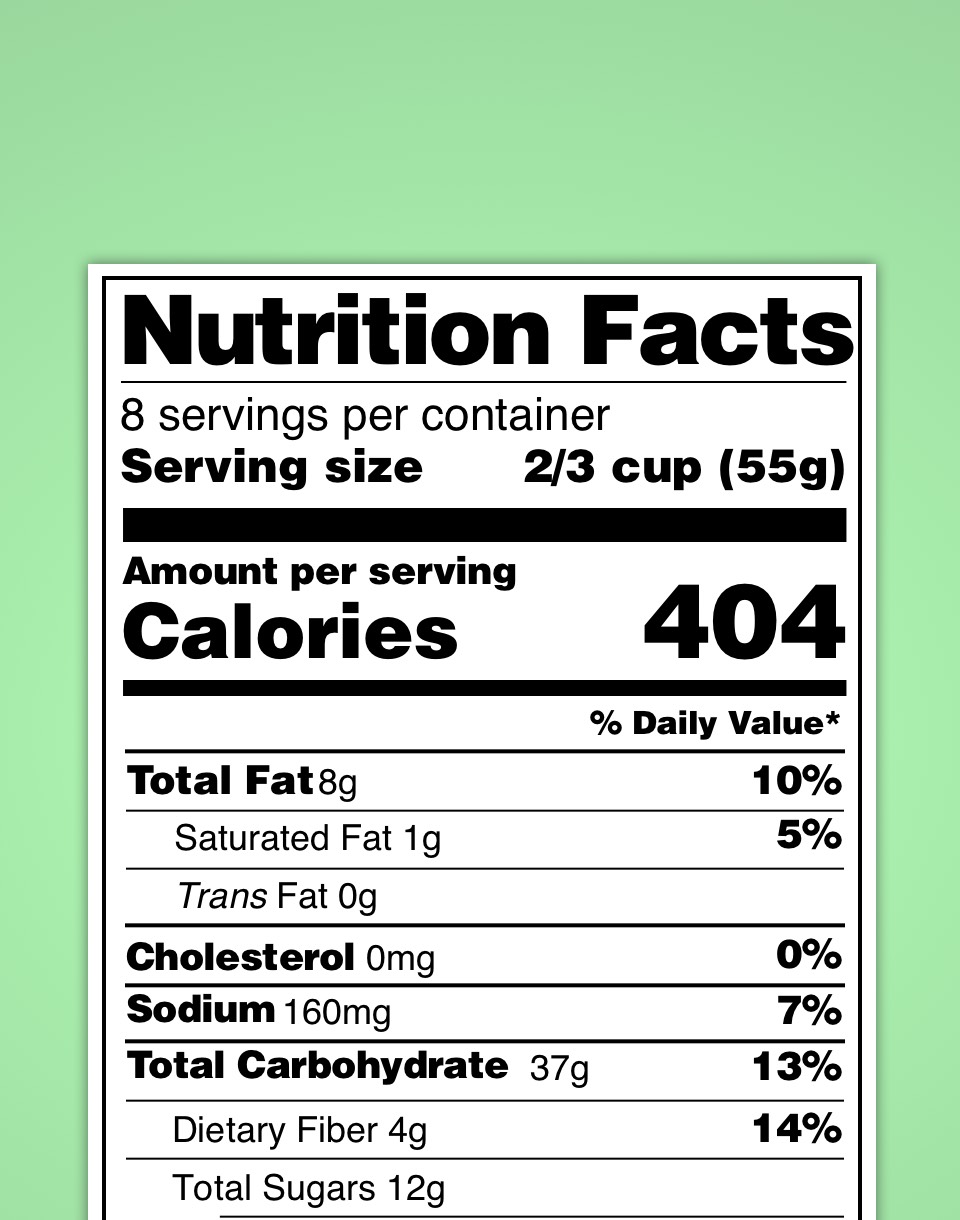 Nutrition Facts
8 servings per container
Serving size 2/3 cup (55g)
Amount per serving
Calories 404
% Daily Value*
Total Fat 8g 10%
Saturated Fat 1g 5%
Trans Fat 0g
Cholesterol 0mg 0%
Sodium 160mg 7%
Total Carbohydrate 37g 13%
Dietary Fiber 4g 14%
Total Sugars 12g